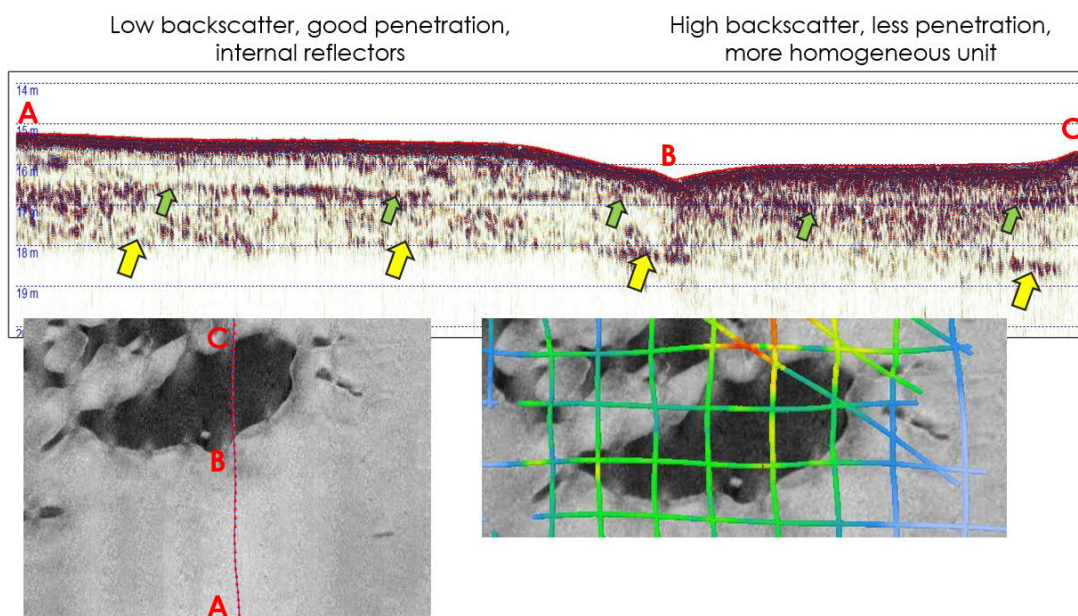 Low backscatter, good penetration,
internal reflectors
High backscatter, less penetration,
more homogeneous unit
14 m
A
15 m
C
B
16 m
17 m
18 m
19 m
C
B
A